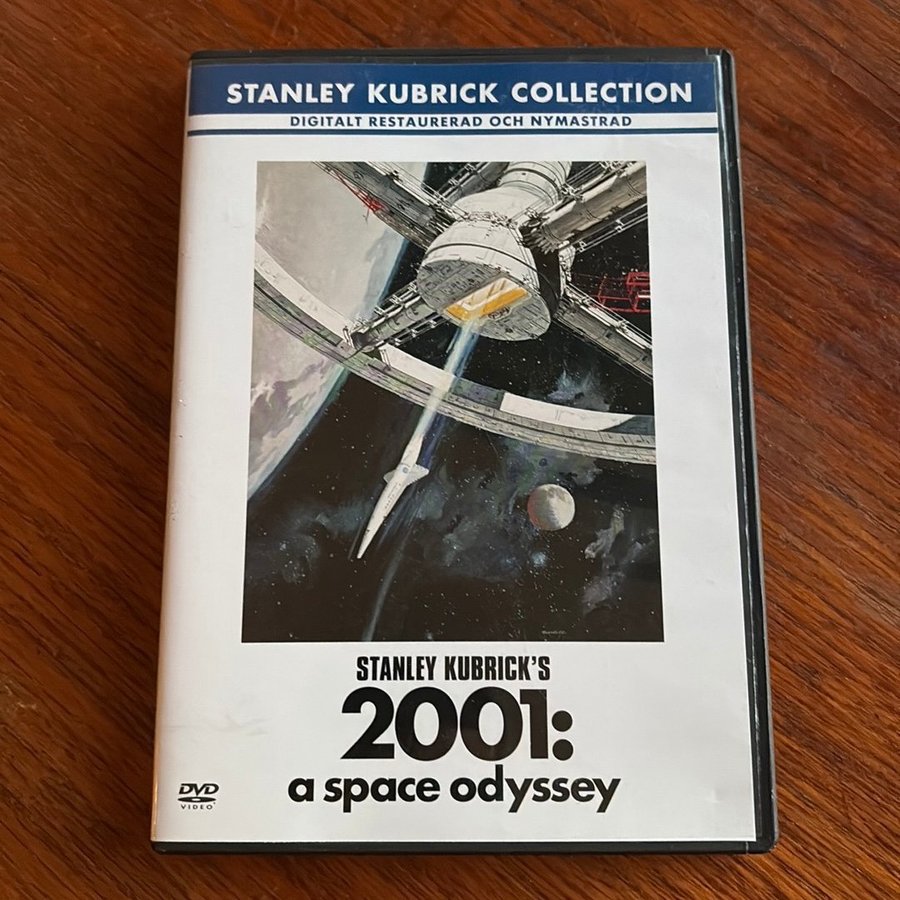 STANLEY KUBRICK COLLECTION
DIGITALT RESTAURERAD OCH NYMASTRAD
STANLEY KUBRICK'S
2001:
a space odyssey
DVD
VIDEO